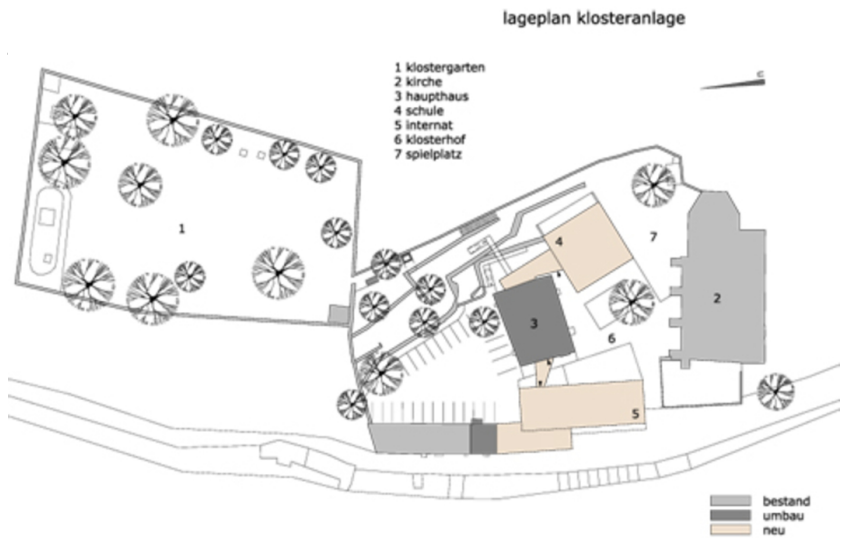 lageplan klosteranlage
1 klostergarten
2 kirche
3 haupthaus
4 schule
5 internat
6 klosterhof
7 spielplatz
1
4
7
2
3
6
5
bestand
umbau
neu